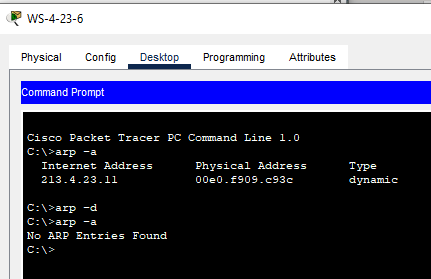 WS-4-23-6
Physical Config Desktop Programming Attributes
Command Prompt
Cisco Packet Tracer PC Command Line 1.0
C:\>arp -a
Internet Address Physical Address Type
213.4.23.11 00e0.f909.c93c dynamic
C:\>arp -d
C:\>arp -a
No ARP Entries Found
C:\>